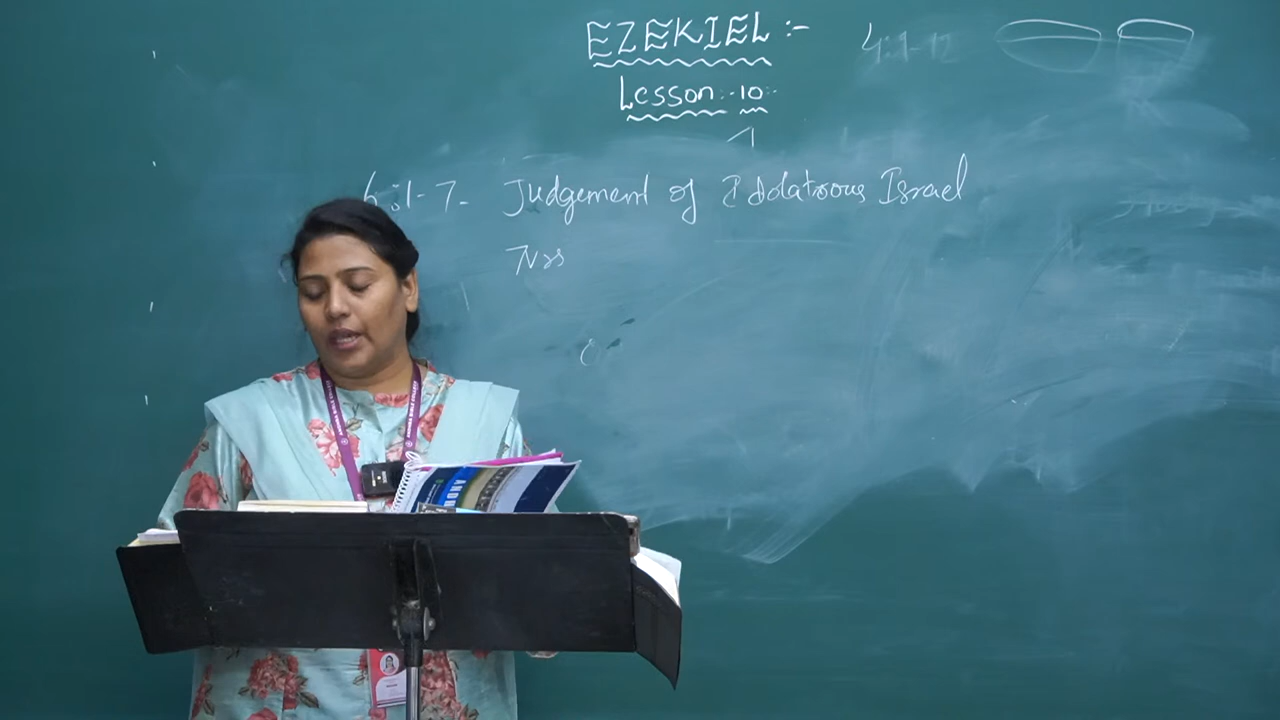 EZEKIEL :-
4:1-12
Lesson :- 10 :-
6:1-7- Judgement of Idolatrous Israel